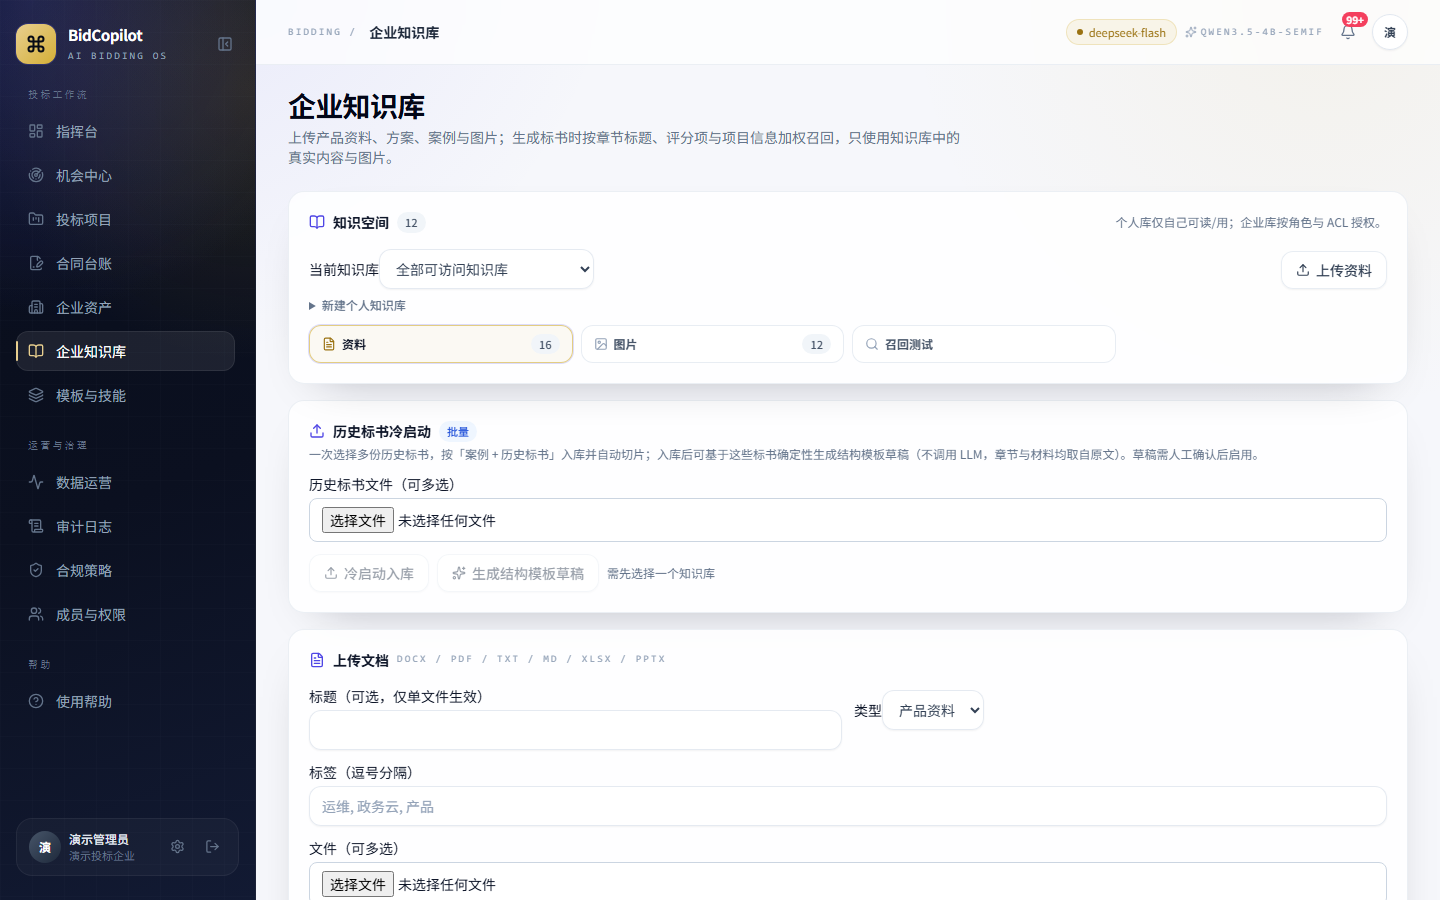 BidCopilot
AI BIDDING OS
投标工作流
指挥台
机会中心
投标项目
合同台账
企业资产
企业知识库
模板与技能
运营与治理
数据运营
审计日志
合规策略
成员与权限
帮助
使用帮助
演
演示管理员
演示投标企业
BIDDING / 企业知识库
deepseek-flash
QWEN3.5-4B-SEMIF
99+
演
企业知识库
上传产品资料、方案、案例与图片；生成标书时按章节标题、评分项与项目信息加权召回，只使用知识库中的
真实内容与图片。
知识空间 12
个人库仅自己可读/用；企业库按角色与 ACL 授权。
当前知识库 全部可访问知识库
上传资料
新建个人知识库
资料 16
图片 12
召回测试
历史标书冷启动 批量
一次选择多份历史标书，按「案例 + 历史标书」入库并自动切片；入库后可基于这些标书确定性生成结构模板草稿（不调用 LLM，章节与材料均取自原文）。草稿需人工确认后启用。
历史标书文件（可多选）
选择文件 未选择任何文件
冷启动入库
生成结构模板草稿
需先选择一个知识库
上传文档 DOCX / PDF / TXT / MD / XLSX / PPTX
标题（可选，仅单文件生效）
类型 产品资料
标签（逗号分隔）
运维, 政务云, 产品
文件（可多选）
选择文件 未选择任何文件